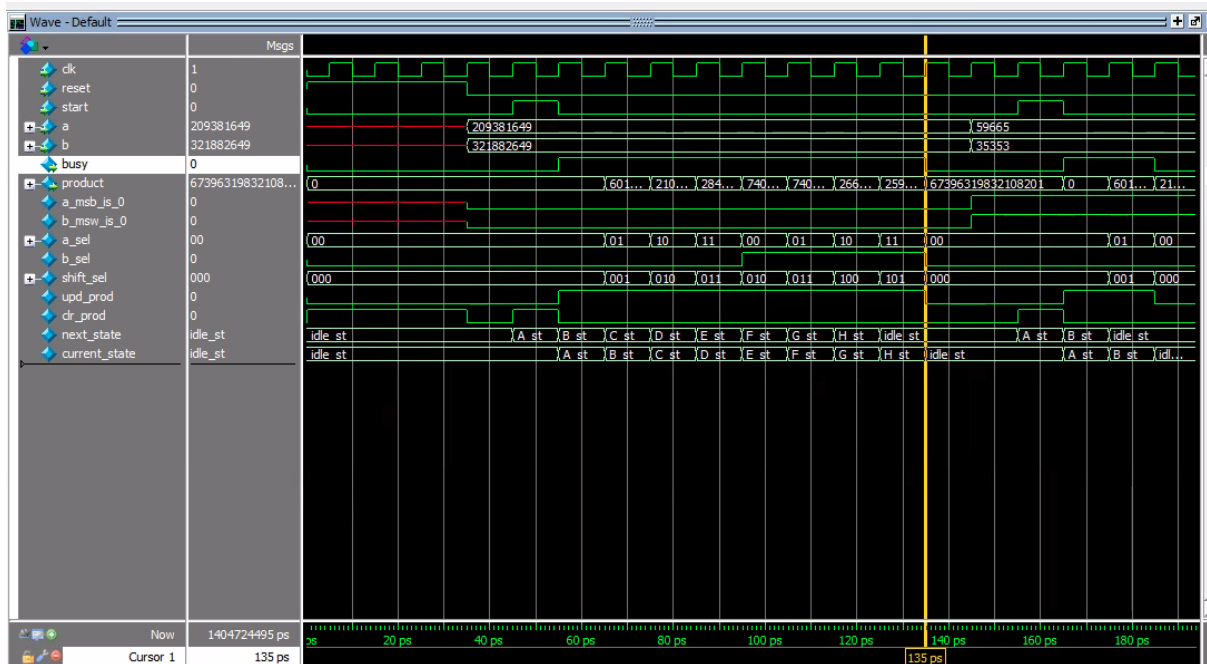 Wave - Default
Msgs
clk 1
reset 0
start 0
a 209381649 209381649 59665
b 321882649 321882649 35353
busy 0
product 67396319832108... 0 601... 210... 284... 740... 740... 266... 259... 67396319832108201 0 601... 21...
a_msb_is_0 0
b_msw_is_0 0
a_sel 00 00 01 10 11 00 01 10 11 00 01 00
b_sel 0
shift_sel 000 000 001 010 011 010 011 100 101 000 001 000
upd_prod 0
clr_prod 0
next_state idle_st idle_st A_st B_st C_st D_st E_st F_st G_st H_st idle_st A_st B_st idle_st
current_state idle_st idle_st A_st B_st C_st D_st E_st F_st G_st H_st idle_st A_st B_st idl...
Now 1404724495 ps ps 20 ps 40 ps 60 ps 80 ps 100 ps 120 ps 140 ps 160 ps 180 ps
Cursor 1 135 ps 135 ps